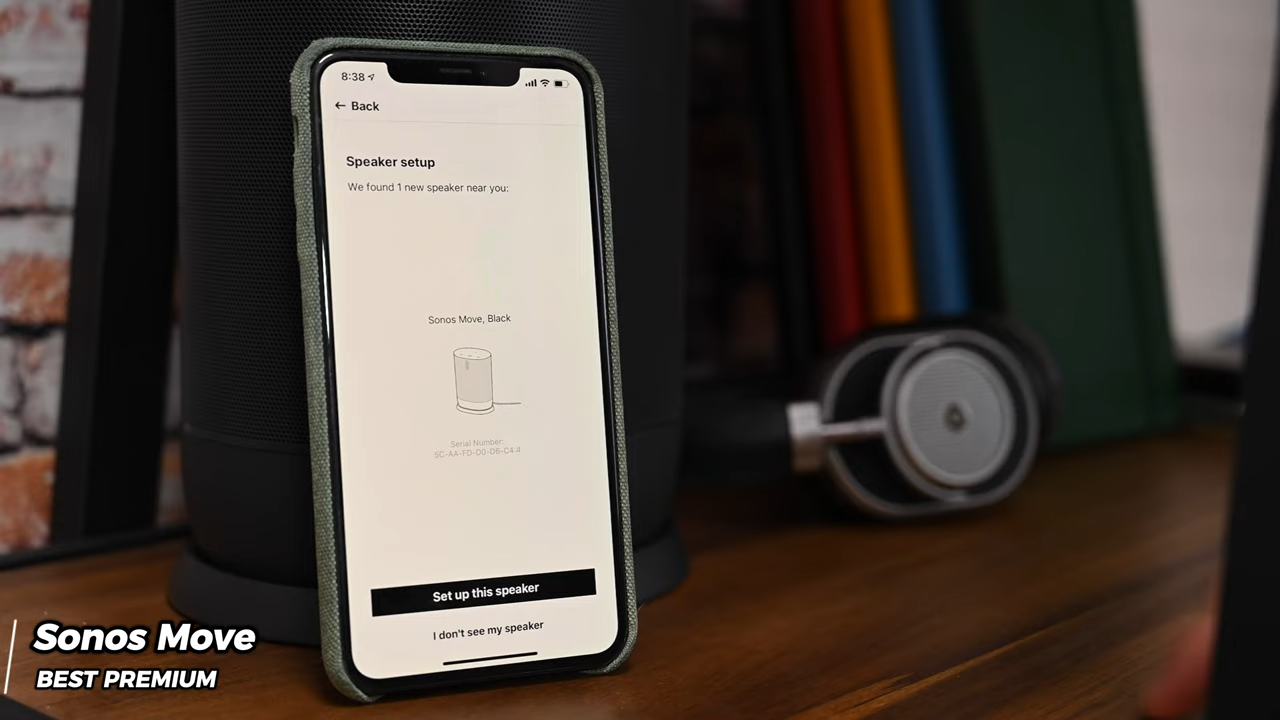 8:38
← Back
Speaker setup
We found 1 new speaker near you:
Sonos Move, Black
Serial Number:
Set up this speaker
I don't see my speaker
Sonos Move
BEST PREMIUM